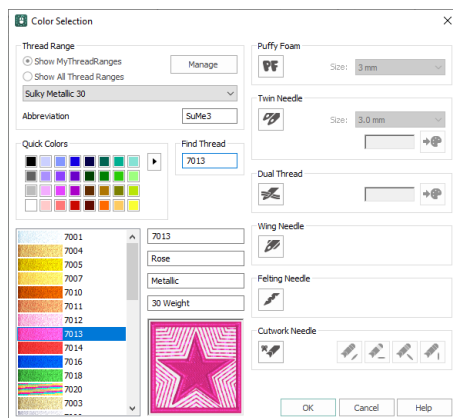 Color Selection
Thread Range
Show MyThreadRanges
Manage
Show All Thread Ranges
Sulky Metallic 30
Abbreviation
SuMe3
Quick Colors
Find Thread
7013
7001
7004
7005
7007
7010
7011
7012
7013
7014
7016
7018
7020
7003
7013
Rose
Metallic
30 Weight
Puffy Foam
PF
Size:
3 mm
Twin Needle
Size:
3.0 mm
Dual Thread
Wing Needle
Felting Needle
Cutwork Needle
OK
Cancel
Help